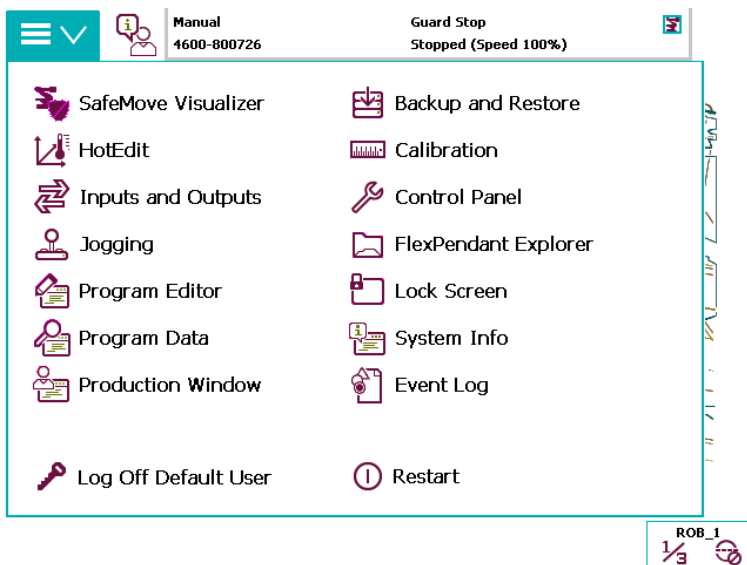 Manual
4600-800726
Guard Stop
Stopped (Speed 100%)
SafeMove Visualizer
Backup and Restore
HotEdit
Calibration
Inputs and Outputs
Control Panel
Jogging
FlexPendant Explorer
Program Editor
Lock Screen
Program Data
System Info
Production Window
Event Log
Log Off Default User
Restart
ROB_1
1/3